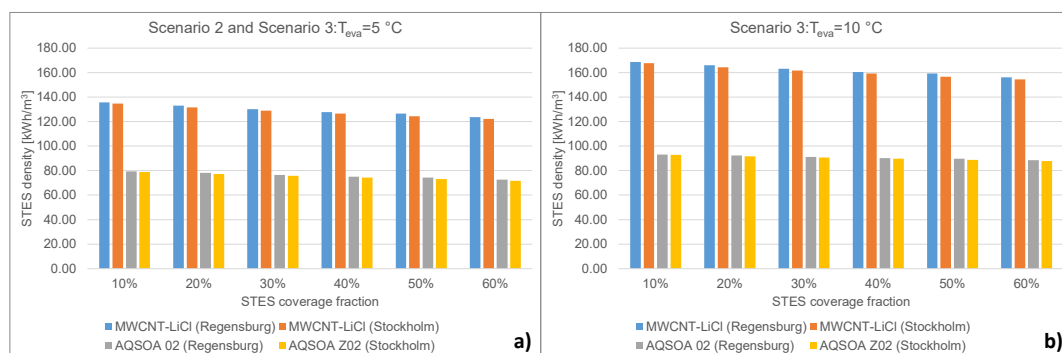 Scenario 2 and Scenario 3:Teva=5 °C
STES density [kWh/m³]
180.00
160.00
140.00
120.00
100.00
80.00
60.00
40.00
20.00
0.00
10% 20% 30% 40% 50% 60%
STES coverage fraction
MWCNT-LiCl (Regensburg) MWCNT-LiCl (Stockholm)
AQSOA 02 (Regensburg) AQSOA Z02 (Stockholm)
a)
Scenario 3:Teva=10 °C
STES density [kWh/m³]
180.00
160.00
140.00
120.00
100.00
80.00
60.00
40.00
20.00
0.00
10% 20% 30% 40% 50% 60%
STES coverage fraction
MWCNT-LiCl (Regensburg) MWCNT-LiCl (Stockholm)
AQSOA 02 (Regensburg) AQSOA Z02 (Stockholm)
b)